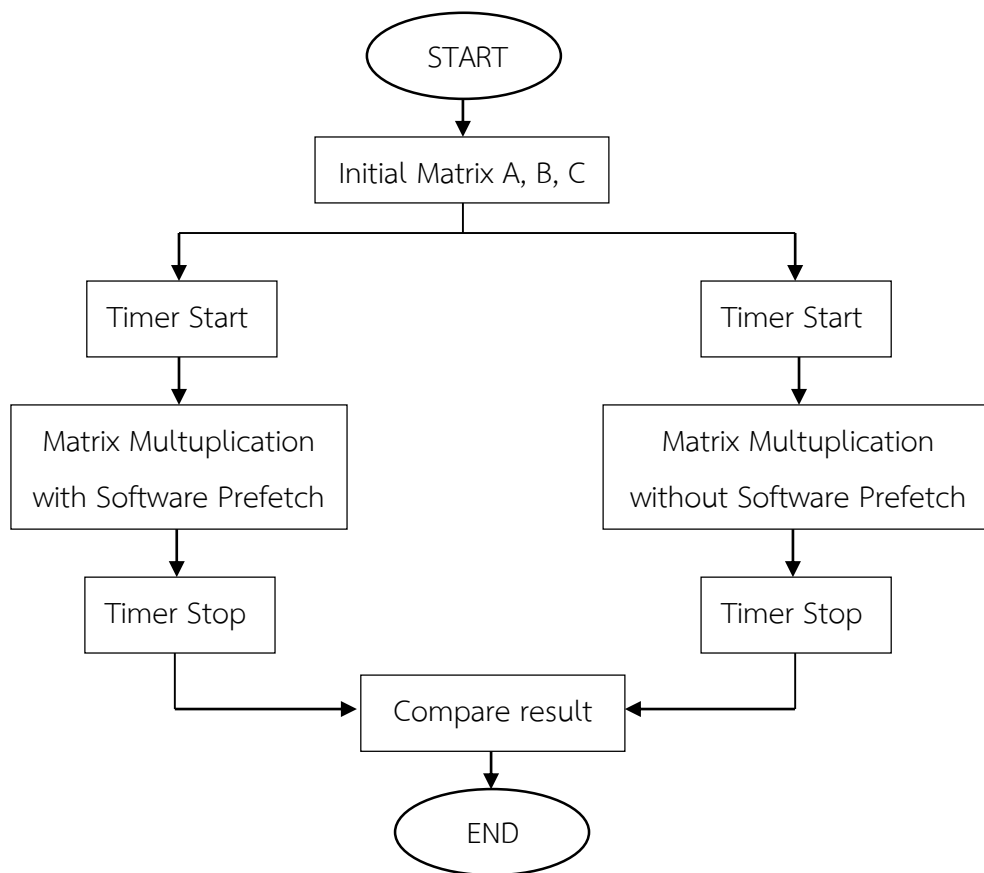 START
Initial Matrix A, B, C
Timer Start
Timer Start
Matrix Multuplication
with Software Prefetch
Matrix Multuplication
without Software Prefetch
Timer Stop
Timer Stop
Compare result
END